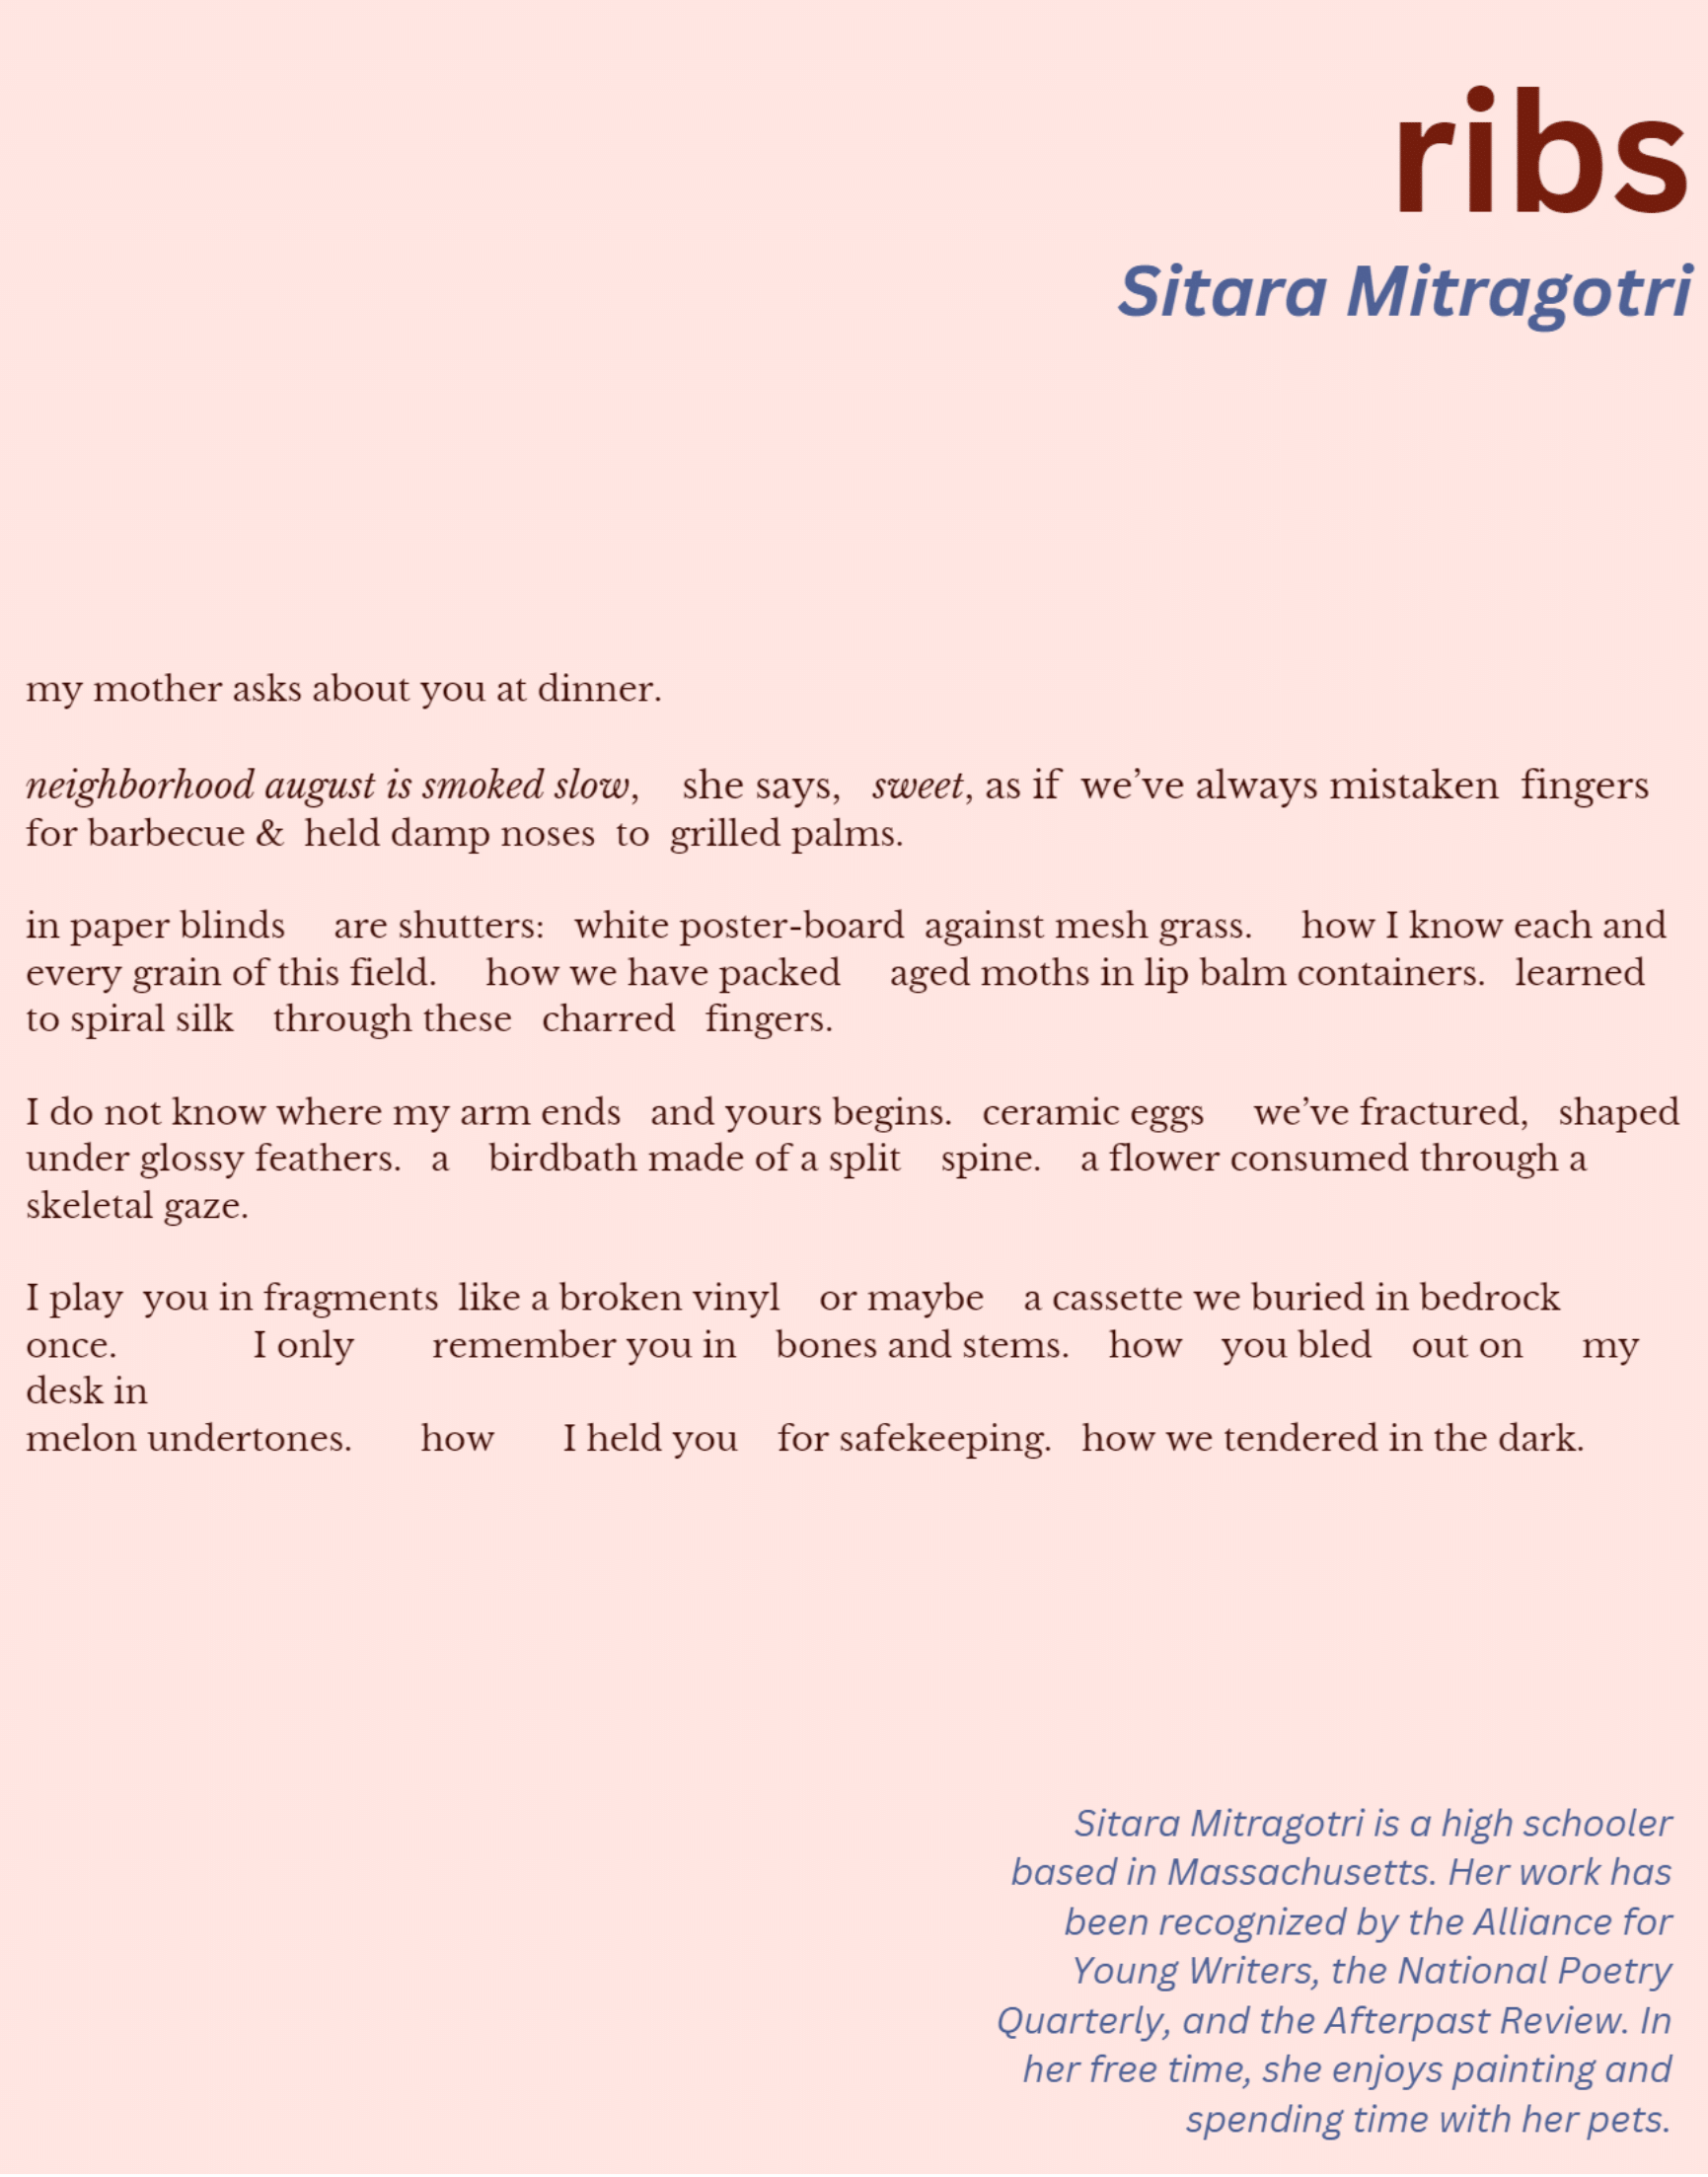 ribs
Sitara Mitragotri
my mother asks about you at dinner.
neighborhood august is smoked slow, she says, sweet, as if we’ve always mistaken fingers
for barbecue & held damp noses to grilled palms.
in paper blinds are shutters: white poster-board against mesh grass. how I know each and
every grain of this field. how we have packed aged moths in lip balm containers. learned
to spiral silk through these charred fingers.
I do not know where my arm ends and yours begins. ceramic eggs we’ve fractured, shaped
under glossy feathers. a birdbath made of a split spine. a flower consumed through a
skeletal gaze.
I play you in fragments like a broken vinyl or maybe a cassette we buried in bedrock
once. I only remember you in bones and stems. how you bled out on my
desk in
melon undertones. how I held you for safekeeping. how we tendered in the dark.
Sitara Mitragotri is a high schooler
based in Massachusetts. Her work has
been recognized by the Alliance for
Young Writers, the National Poetry
Quarterly, and the Afterpast Review. In
her free time, she enjoys painting and
spending time with her pets.